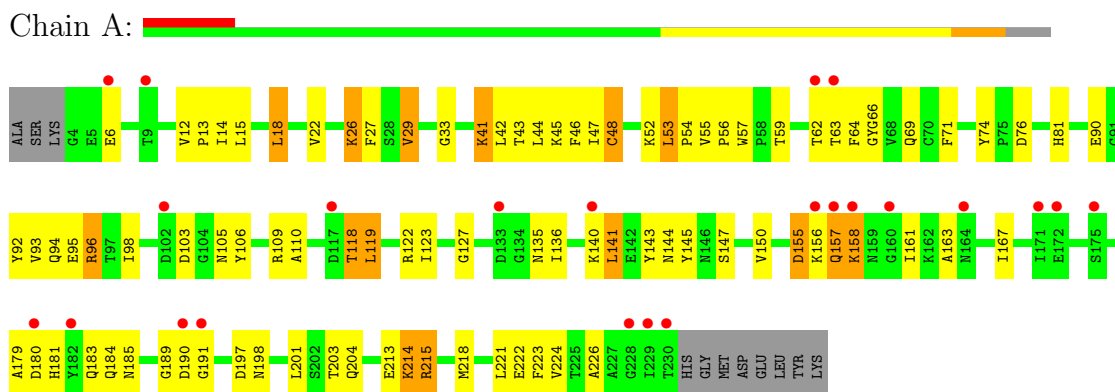 Chain A:
ALA SER LYS G4 E5 E6 T9 V12 P13 I14 L15 L18 V22 K26 F27 S28 V29 G33 K41 L42 T43 L44 K45 F46 I47 C48 K52 L53 P54 V55 P56 W57 P58 T59 T62 T63 F64 GYG66 V68 Q69 C70 F71 Y74 P75 D76 H81 E90 G91
Y92 V93 Q94 E95 R96 T97 I98 D102 D103 G104 N105 Y106 R109 A110 D117 T118 L119 R122 I123 G127 D133 G134 N135 I136 K140 L141 E142 Y143 N144 Y145 N146 S147 V150 D155 K156 Q157 K158 N159 G160 I161 K162 A163 N164 I167 I171 E172 S175
A179 D180 H181 Y182 Q183 Q184 N185 G189 D190 G191 D197 N198 L201 S202 T203 Q204 E213 K214 R215 M218 L221 E222 F223 V224 T225 A226 A227 G228 I229 T230 HIS GLY MET ASP GLU LEU TYR LYS